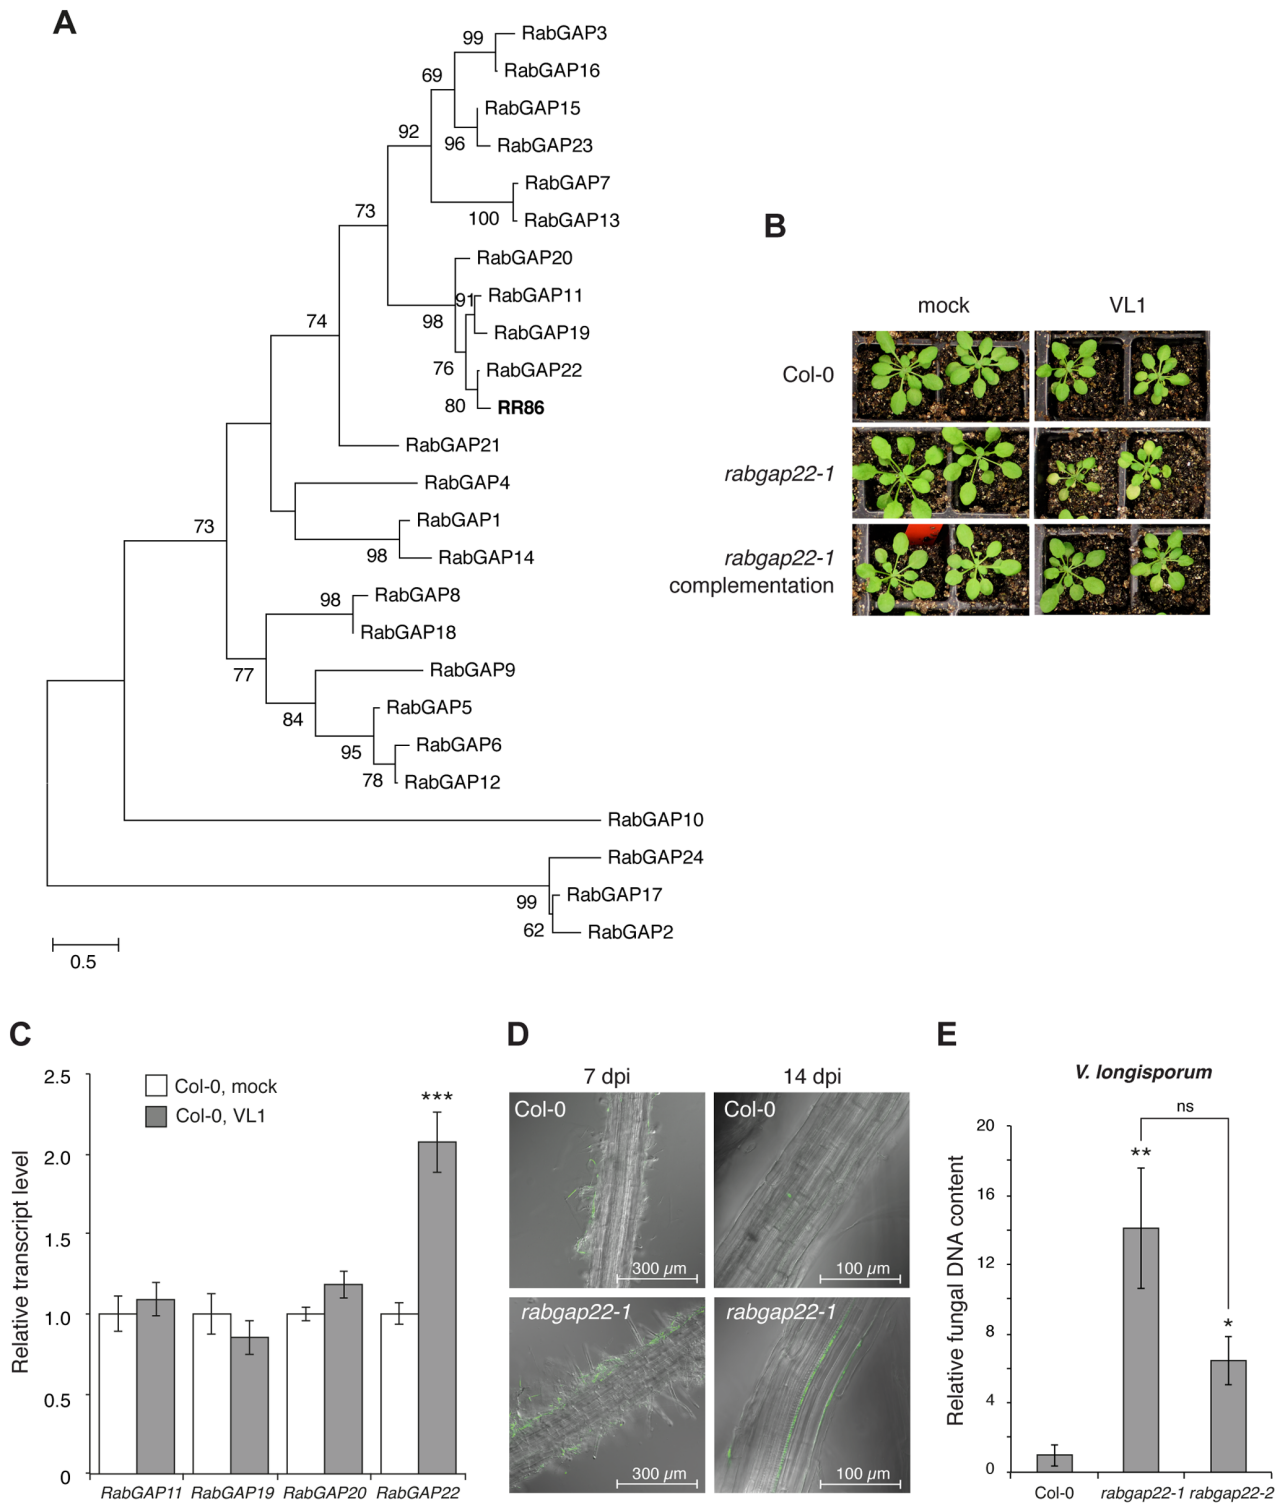 A
99
RabGAP3
RabGAP16
69
RabGAP15
92
96
RabGAP23
RabGAP7
73
100
RabGAP13
RabGAP20
91
RabGAP11
74
98
RabGAP19
76
RabGAP22
80
RR86
RabGAP21
RabGAP4
73
RabGAP1
98
RabGAP14
98
RabGAP8
RabGAP18
77
RabGAP9
84
RabGAP5
95
RabGAP6
78
RabGAP12
RabGAP10
RabGAP24
99
RabGAP17
62
RabGAP2
0.5
B
mock VL1
Col-0
rabgap22-1
rabgap22-1
complementation
C
Relative transcript level
2.5
2.0
1.5
1.0
0.5
0
Col-0, mock
Col-0, VL1
***
RabGAP11 RabGAP19 RabGAP20 RabGAP22
D
7 dpi 14 dpi
Col-0 Col-0
300 µm 100 µm
rabgap22-1 rabgap22-1
300 µm 100 µm
E
V. longisporum
ns
Relative fungal DNA content
20
16
12
8
4
0
**
*
Col-0 rabgap22-1 rabgap22-2